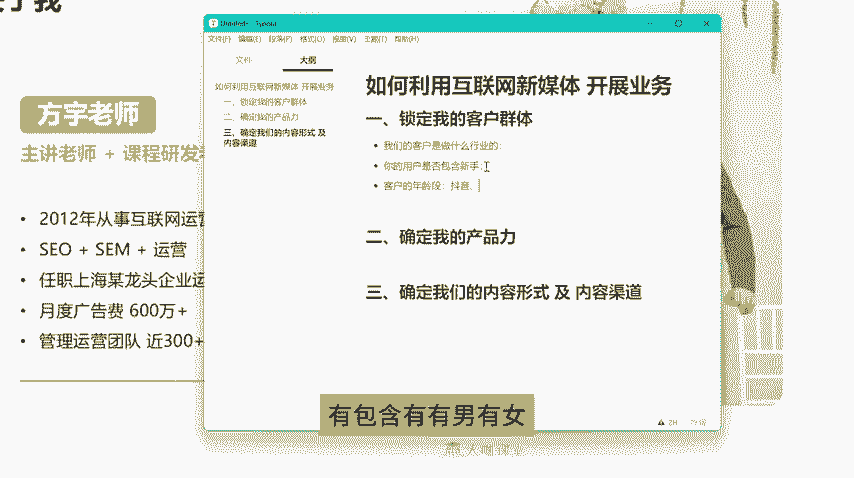 Untitled - Typora
文件(F) 编辑(E) 段落(P) 格式(O) 视图(V) 主题(T) 帮助(H)
文件
大纲
如何利用互联网新媒体 开展业务
一、锁定我的客户群体
二、确定我的产品力
三、确定我们的内容形式 及
内容渠道
如何利用互联网新媒体 开展业务
一、锁定我的客户群体
• 我们的客户是做什么行业的:
• 你的用户是否包含新手;
• 客户的年龄段: 抖音、
二、确定我的产品力
三、确定我们的内容形式 及 内容渠道
方宇老师
主讲老师 + 课程研发
• 2012年从事互联网运营
• SEO + SEM + 运营
• 任职上海某龙头企业运
• 月度广告费 600万+
• 管理运营团队 近300+
有包含有有男有女